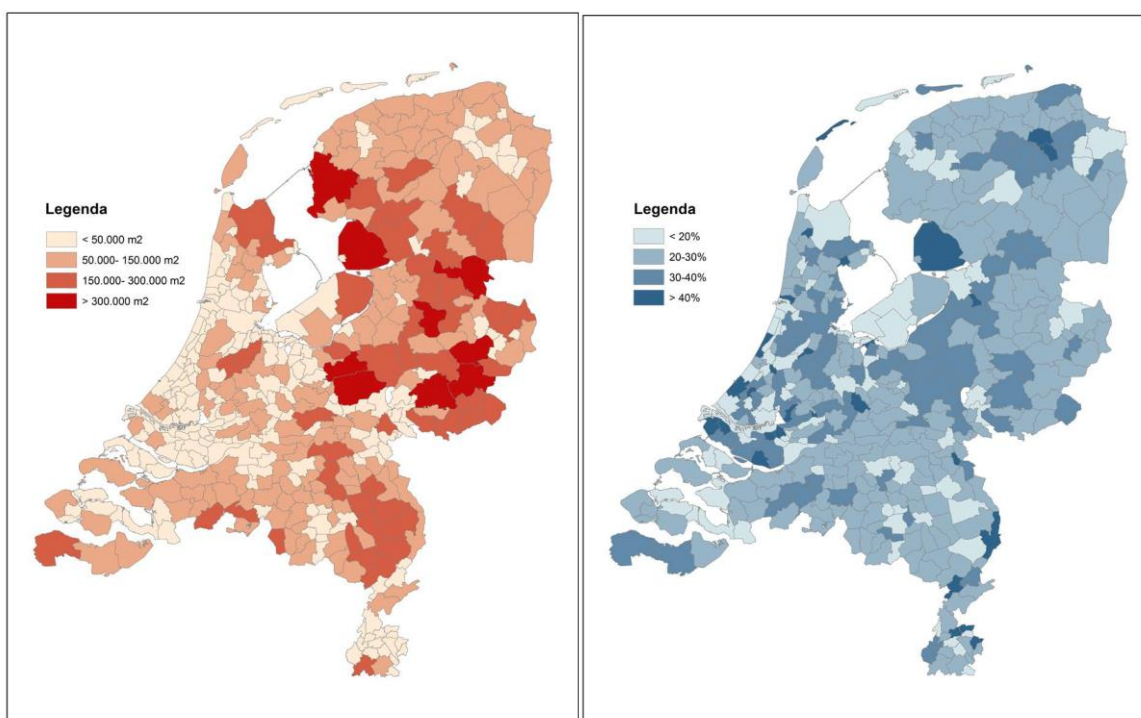 Legenda
< 50.000 m2
50.000- 150.000 m2
150.000- 300.000 m2
> 300.000 m2
Legenda
< 20%
20-30%
30-40%
> 40%